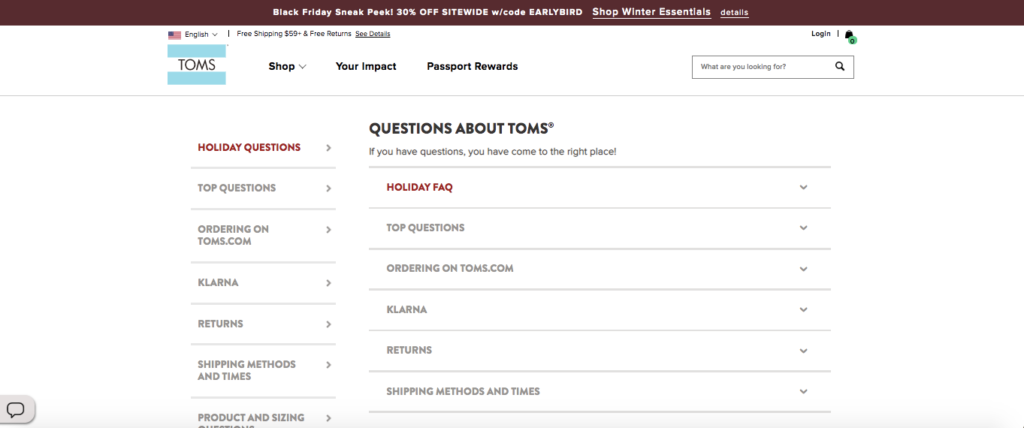 Black Friday Sneak Peek! 30% OFF SITEWIDE w/code EARLYBIRD Shop Winter Essentials details
English | Free Shipping $59+ & Free Returns See Details Login | 0
TOMS Shop Your Impact Passport Rewards What are you looking for?
QUESTIONS ABOUT TOMS®
If you have questions, you have come to the right place!
HOLIDAY QUESTIONS
TOP QUESTIONS
ORDERING ON
TOMS.COM
KLARNA
RETURNS
SHIPPING METHODS
AND TIMES
PRODUCT AND SIZING
QUESTIONS
HOLIDAY FAQ
TOP QUESTIONS
ORDERING ON TOMS.COM
KLARNA
RETURNS
SHIPPING METHODS AND TIMES